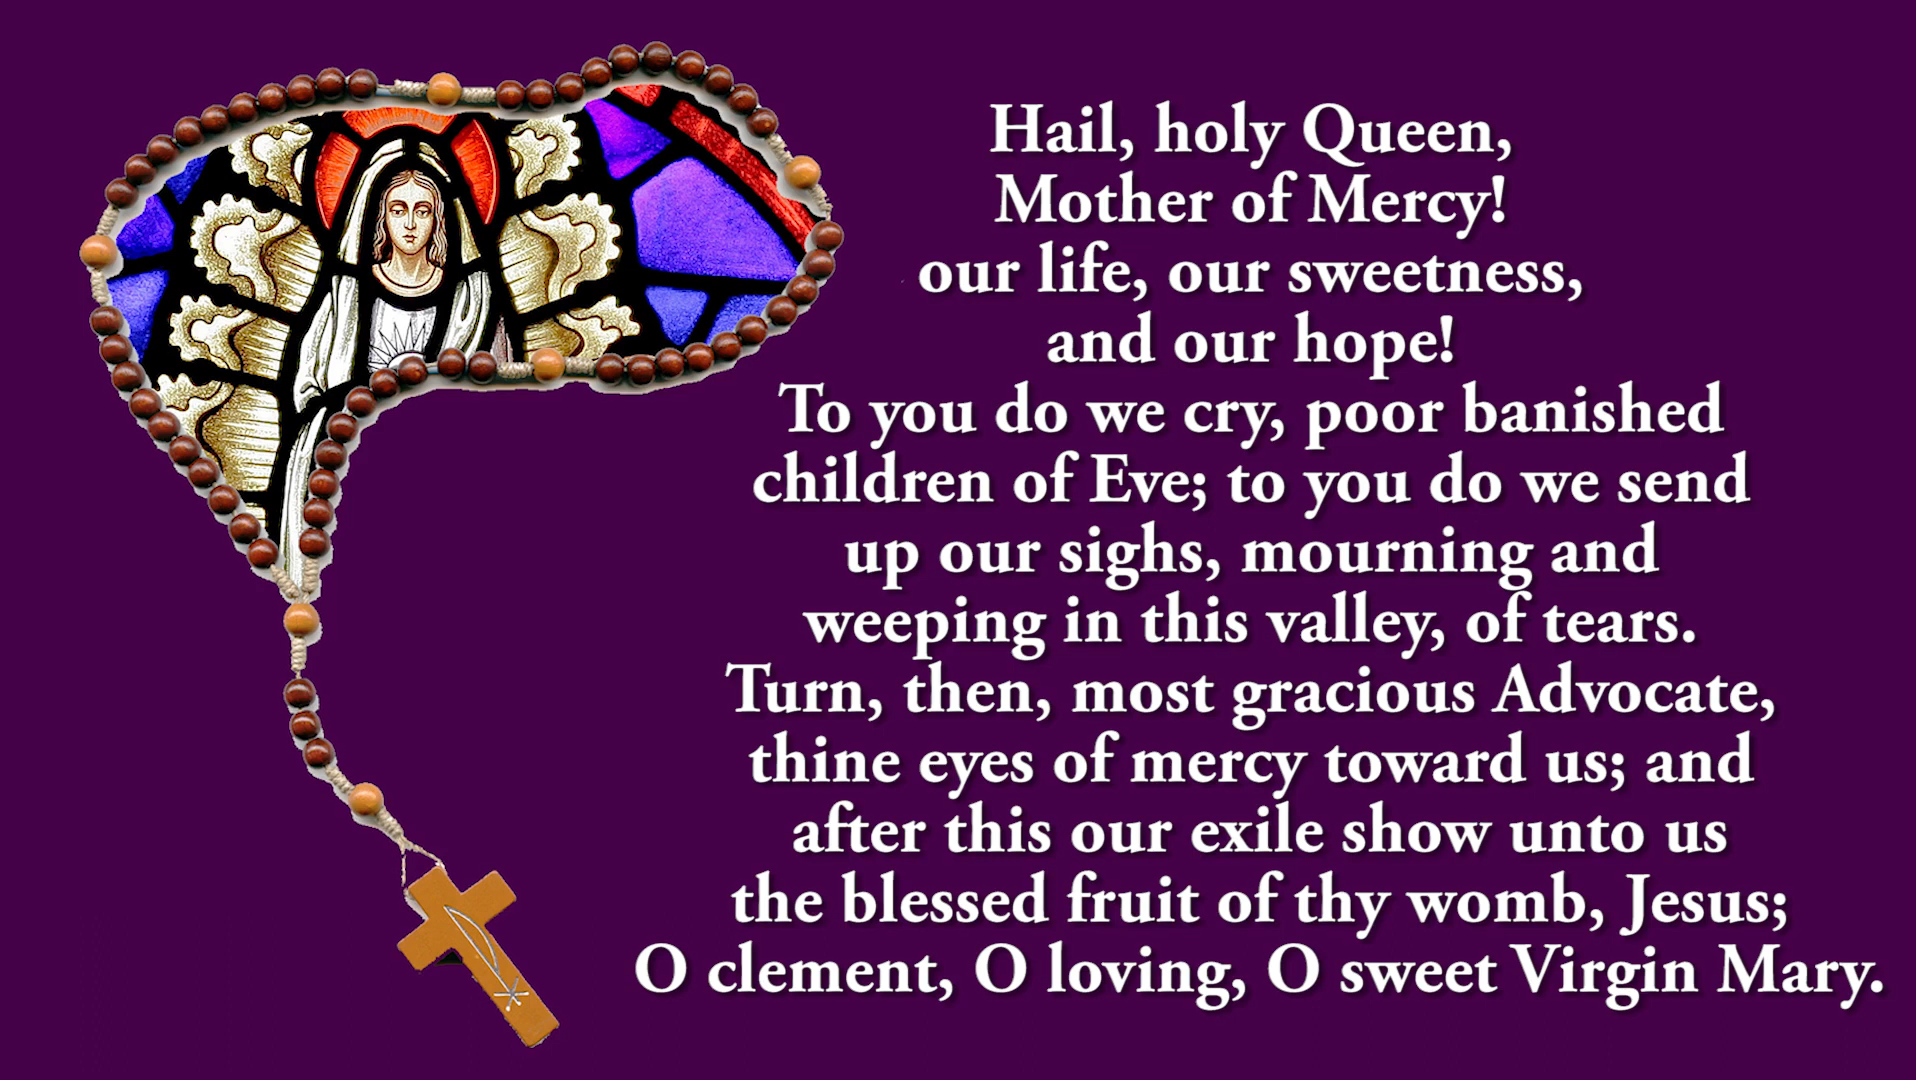 Hail, holy Queen,
Mother of Mercy!
our life, our sweetness,
and our hope!
To you do we cry, poor banished
children of Eve; to you do we send
up our sighs, mourning and
weeping in this valley, of tears.
Turn, then, most gracious Advocate,
thine eyes of mercy toward us; and
after this our exile show unto us
the blessed fruit of thy womb, Jesus;
O clement, O loving, O sweet Virgin Mary.